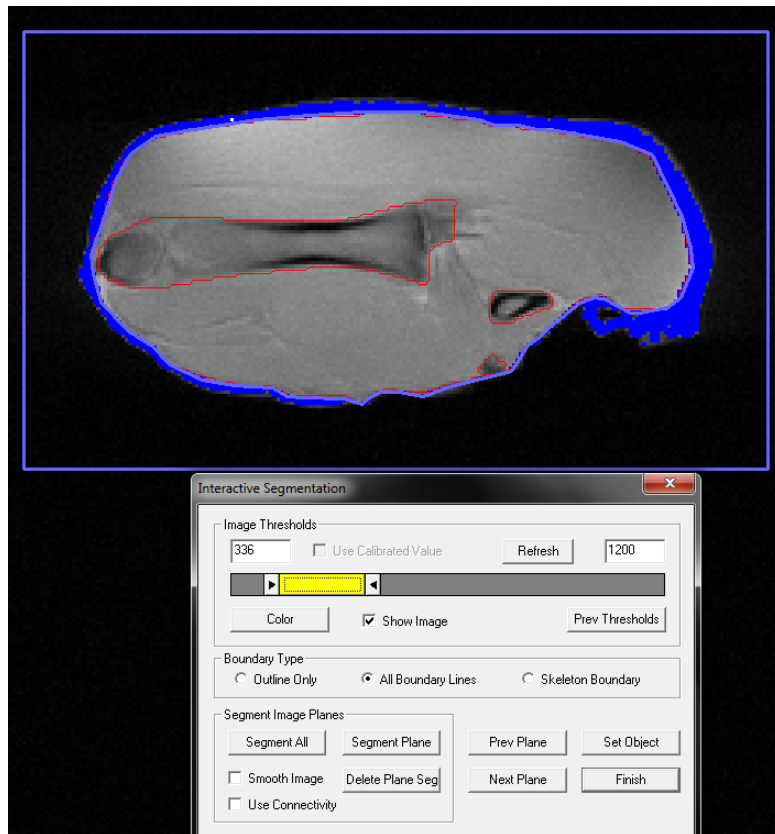 Interactive Segmentation
Image Thresholds
336 Use Calibrated Value Refresh 1200
Color Show Image Prev Thresholds
Boundary Type
Outline Only All Boundary Lines Skeleton Boundary
Segment Image Planes
Segment All Segment Plane Prev Plane Set Object
Smooth Image Delete Plane Seg Next Plane Finish
Use Connectivity